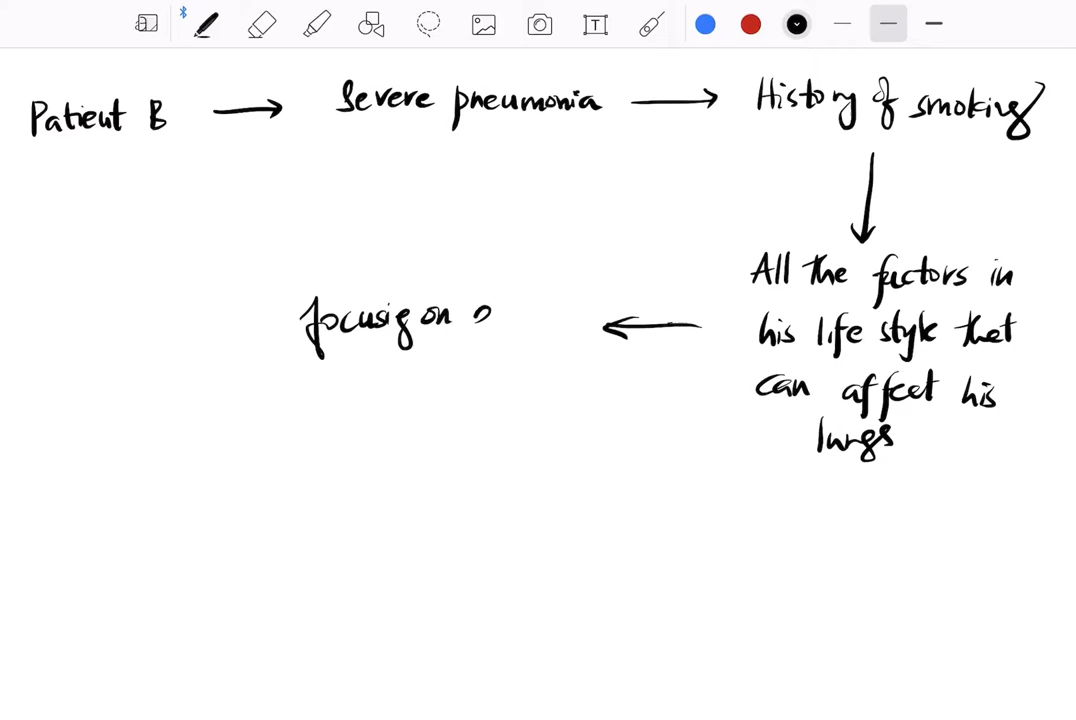 Patient B → Severe pneumonia → History of smoking
All the factors in
his life style that
can affect his
lungs
focusig on